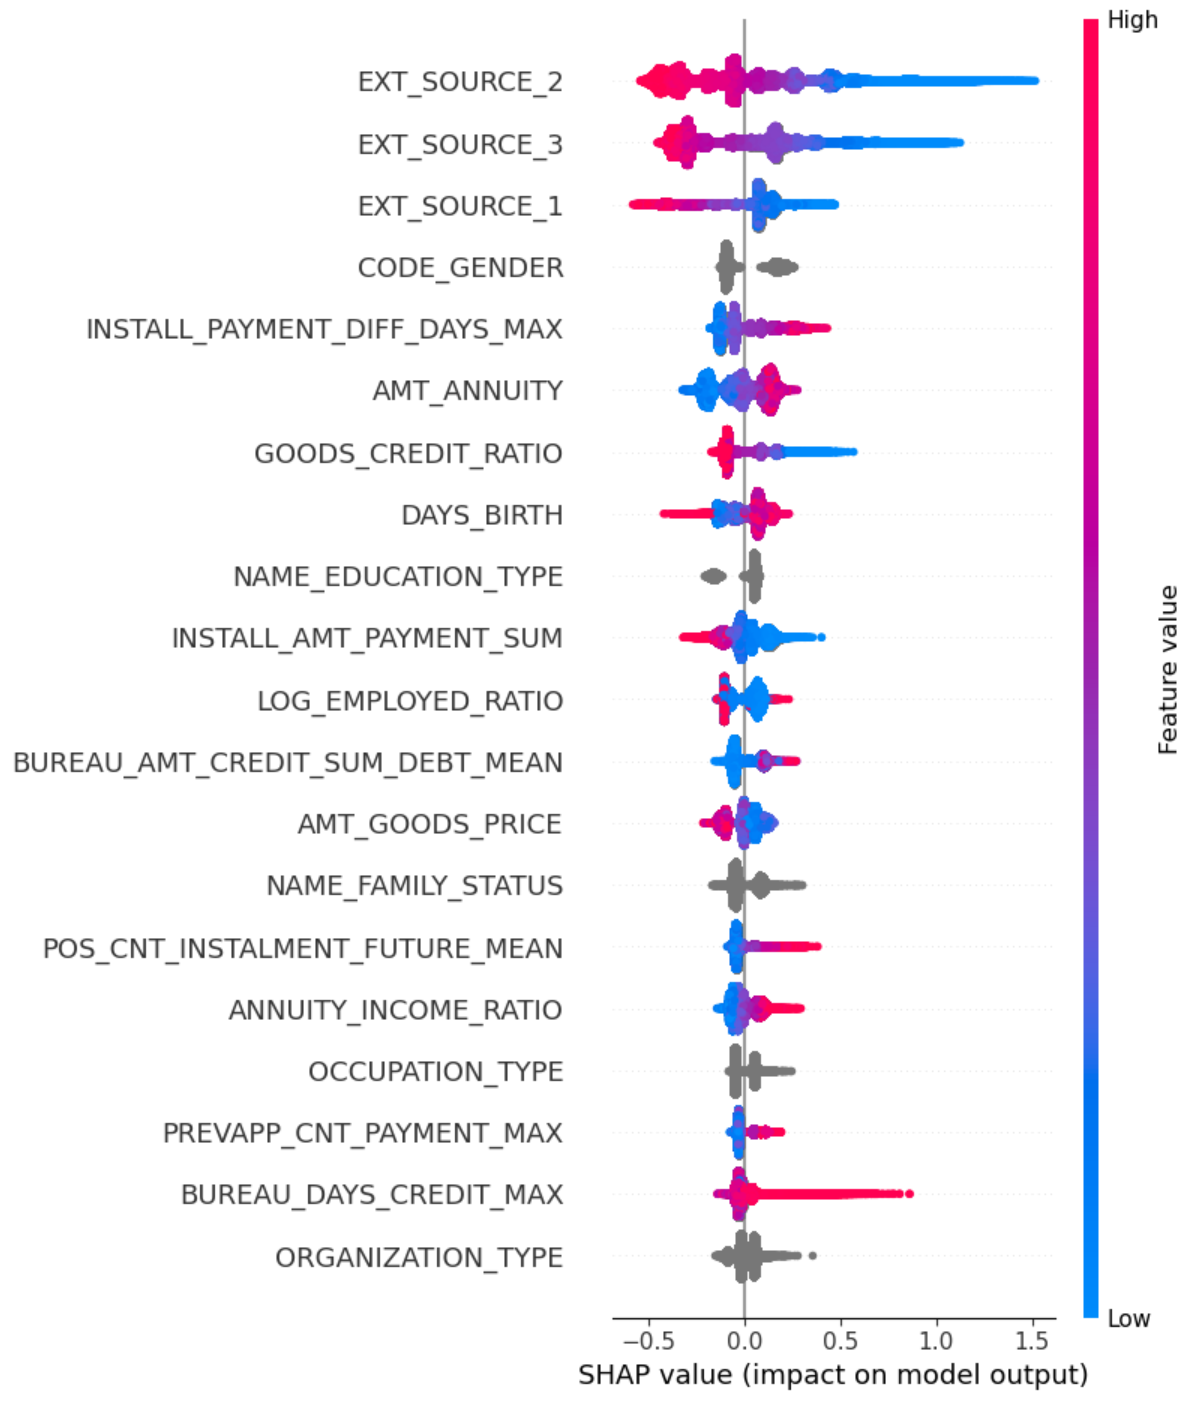 High
EXT_SOURCE_2
EXT_SOURCE_3
EXT_SOURCE_1
CODE_GENDER
INSTALL_PAYMENT_DIFF_DAYS_MAX
AMT_ANNUITY
GOODS_CREDIT_RATIO
DAYS_BIRTH
NAME_EDUCATION_TYPE
INSTALL_AMT_PAYMENT_SUM
LOG_EMPLOYED_RATIO
BUREAU_AMT_CREDIT_SUM_DEBT_MEAN
AMT_GOODS_PRICE
NAME_FAMILY_STATUS
POS_CNT_INSTALMENT_FUTURE_MEAN
ANNUITY_INCOME_RATIO
OCCUPATION_TYPE
PREVAPP_CNT_PAYMENT_MAX
BUREAU_DAYS_CREDIT_MAX
ORGANIZATION_TYPE
Feature value
Low
−0.5 0.0 0.5 1.0 1.5
SHAP value (impact on model output)